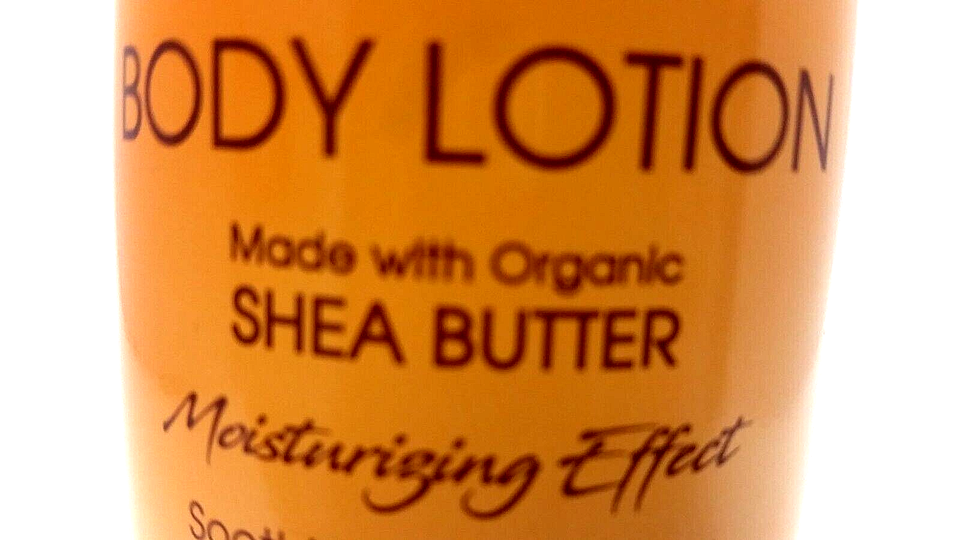 BODY LOTION
Made with Organic
SHEA BUTTER
Moisturizing Effect